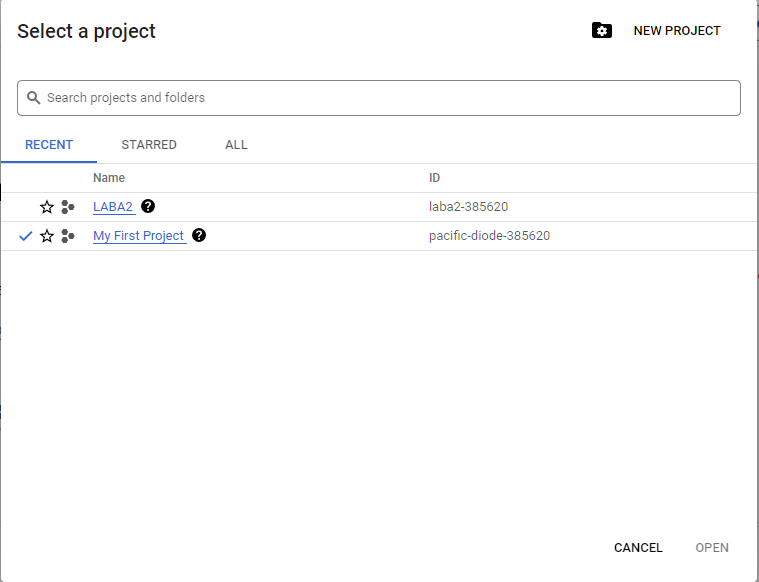 Select a project
NEW PROJECT
Search projects and folders
RECENT STARRED ALL
Name ID
LABA2 laba2-385620
My First Project pacific-diode-385620
CANCEL OPEN